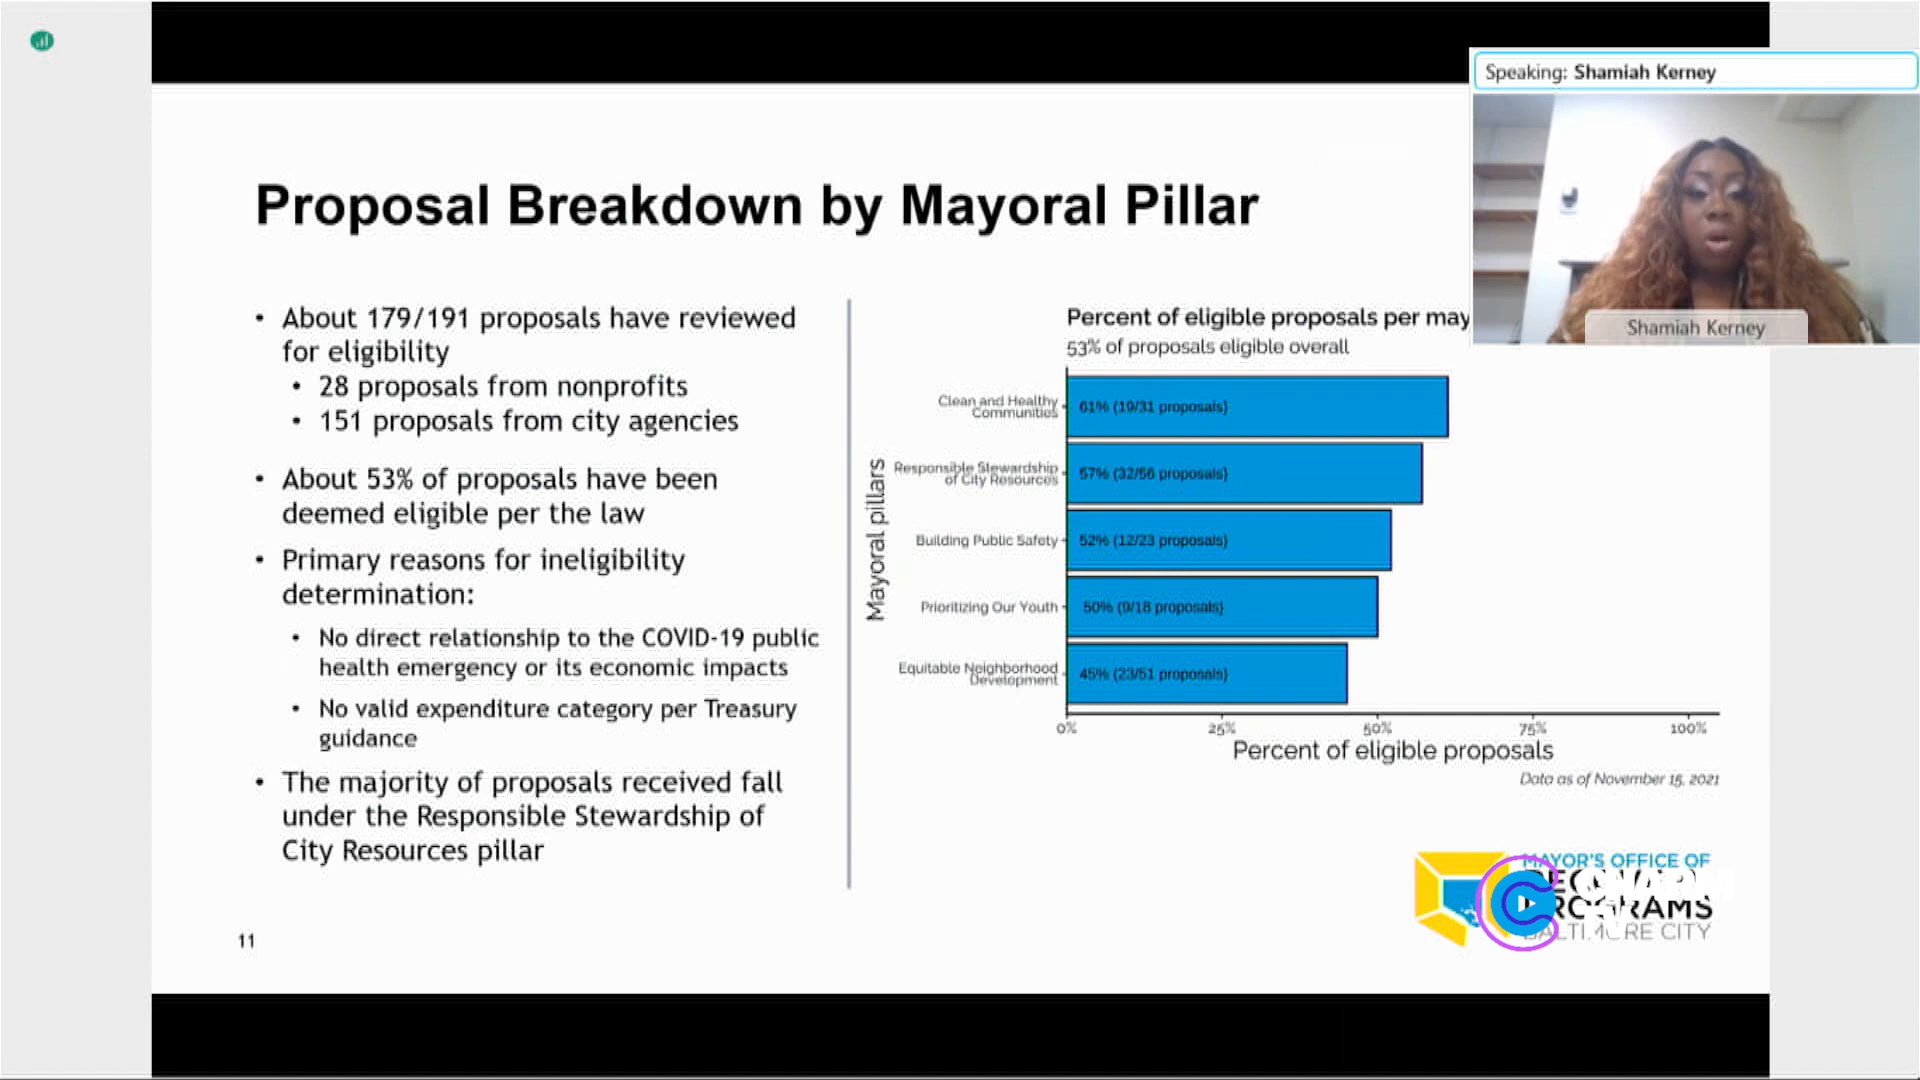 Speaking: Shamiah Kerney
Shamiah Kerney
Proposal Breakdown by Mayoral Pillar
• About 179/191 proposals have reviewed
for eligibility
• 28 proposals from nonprofits
• 151 proposals from city agencies
• About 53% of proposals have been
deemed eligible per the law
• Primary reasons for ineligibility
determination:
• No direct relationship to the COVID-19 public
health emergency or its economic impacts
• No valid expenditure category per Treasury
guidance
• The majority of proposals received fall
under the Responsible Stewardship of
City Resources pillar
11
Percent of eligible proposals per may
53% of proposals eligible overall
Mayoral pillars
Clean and Healthy
Communities
61% (19/31 proposals)
Responsible Stewardship
of City Resources
57% (32/56 proposals)
Building Public Safety
52% (12/23 proposals)
Prioritizing Our Youth
50% (9/18 proposals)
Equitable Neighborhood
Development
45% (23/51 proposals)
0% 25% 50% 75% 100%
Percent of eligible proposals
Data as of November 15, 2021
MAYOR'S OFFICE OF
PROGRAMS
BALTIMORE CITY